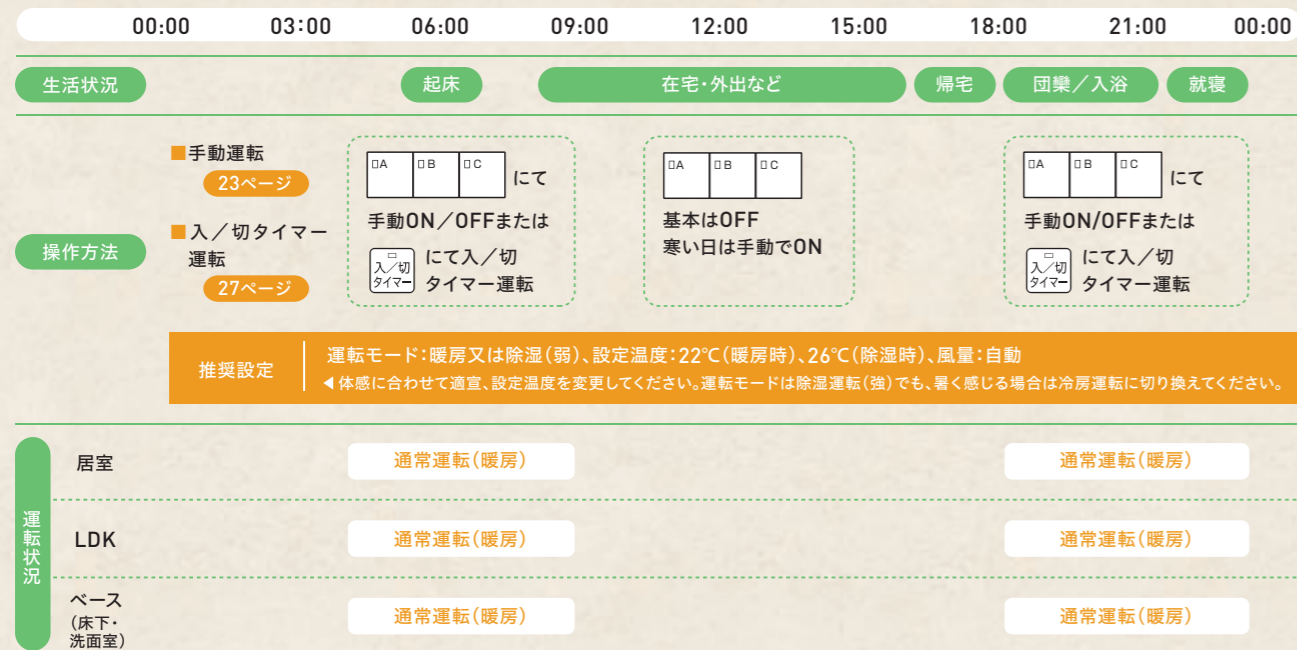 00:00 03:00 06:00 09:00 12:00 15:00 18:00 21:00 00:00
生活状況
起床
在宅・外出など
帰宅
団欒／入浴
就寝
操作方法
■手動運転
23ページ
■入／切タイマー
運転
27ページ
A B C にて
手動ON／OFFまたは
入／切
タイマー
にて入／切
タイマー運転
A B C
基本はOFF
寒い日は手動でON
A B C にて
手動ON/OFFまたは
入／切
タイマー
にて入／切
タイマー運転
推奨設定
運転モード：暖房又は除湿（弱）、設定温度：22℃（暖房時）、26℃（除湿時）、風量：自動
◀体感に合わせて適宣、設定温度を変更してください。運転モードは除湿運転（強）でも、暑く感じる場合は冷房運転に切り換えてください。
運転状況
居室
通常運転（暖房） 通常運転（暖房）
LDK
通常運転（暖房） 通常運転（暖房）
ベース
（床下・
洗面室）
通常運転（暖房） 通常運転（暖房）